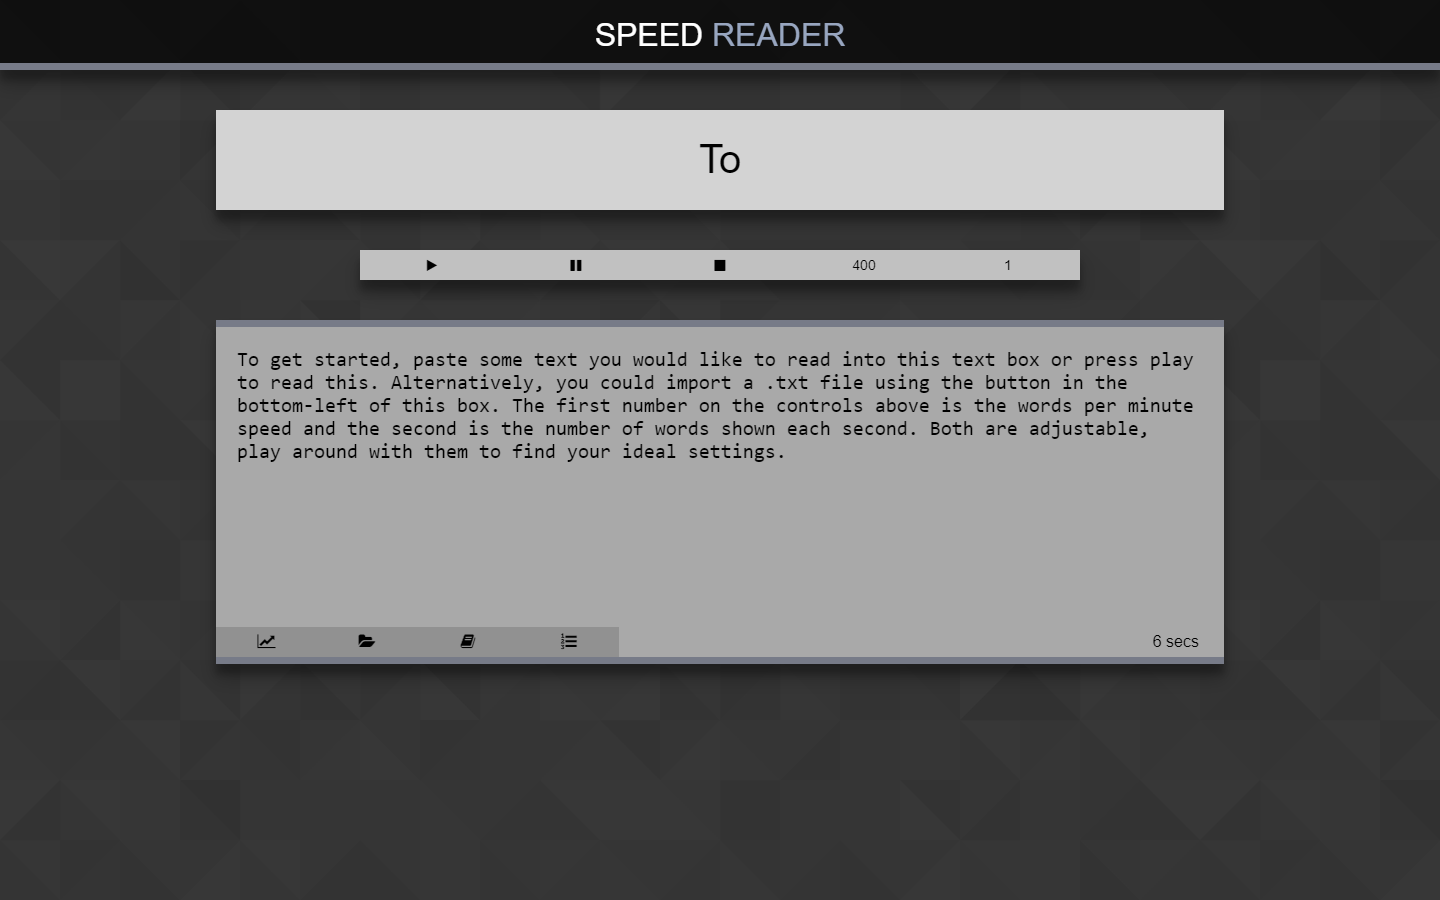 SPEED READER
To
400 1
To get started, paste some text you would like to read into this text box or press play
to read this. Alternatively, you could import a .txt file using the button in the
bottom-left of this box. The first number on the controls above is the words per minute
speed and the second is the number of words shown each second. Both are adjustable,
play around with them to find your ideal settings.
6 secs